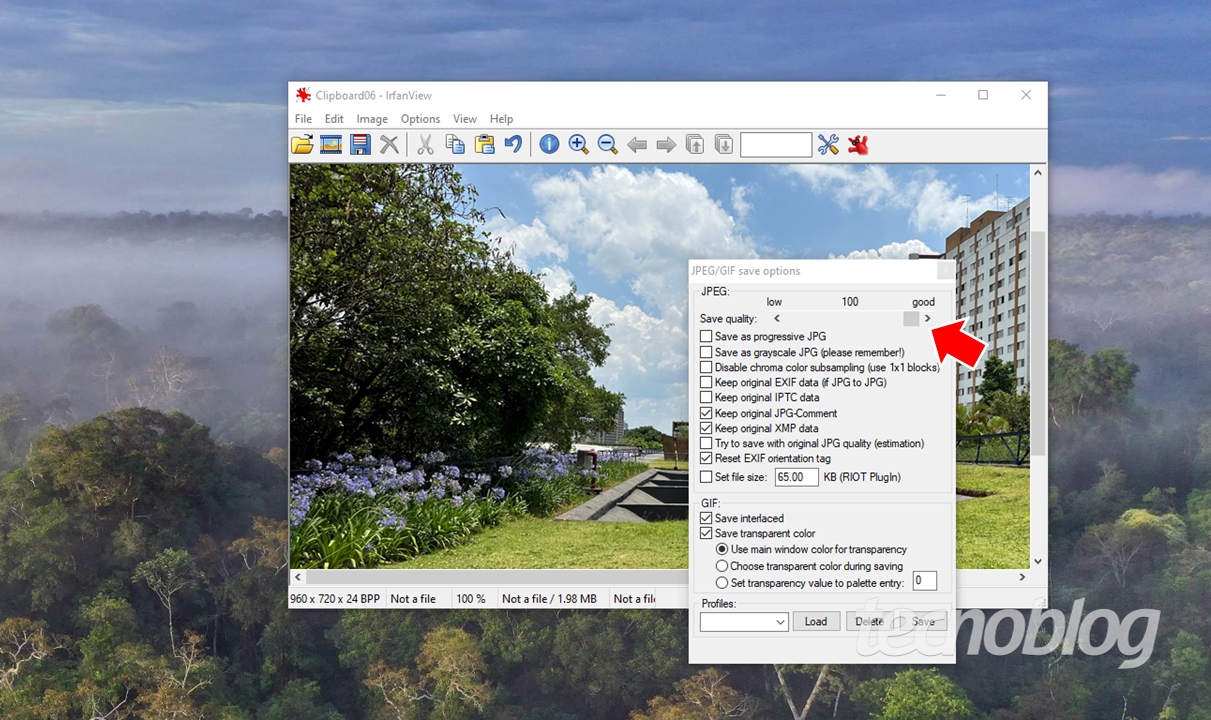 Clipboard06 - IrfanView
File Edit Image Options View Help
JPEG/GIF save options
JPEG:
low 100 good
Save quality:
Save as progressive JPG
Save as grayscale JPG (please remember!)
Disable chroma color subsampling (use 1x1 blocks)
Keep original EXIF data (if JPG to JPG)
Keep original IPTC data
Keep original JPG-Comment
Keep original XMP data
Try to save with original JPG quality (estimation)
Reset EXIF orientation tag
Set file size: 65.00 KB (RIOT PlugIn)
GIF:
Save interlaced
Save transparent color
Use main window color for transparency
Choose transparent color during saving
Set transparency value to palette entry: 0
Profiles:
Load Delete Save
960 x 720 x 24 BPP Not a file 100 % Not a file / 1.98 MB Not a fil
tecnoblog